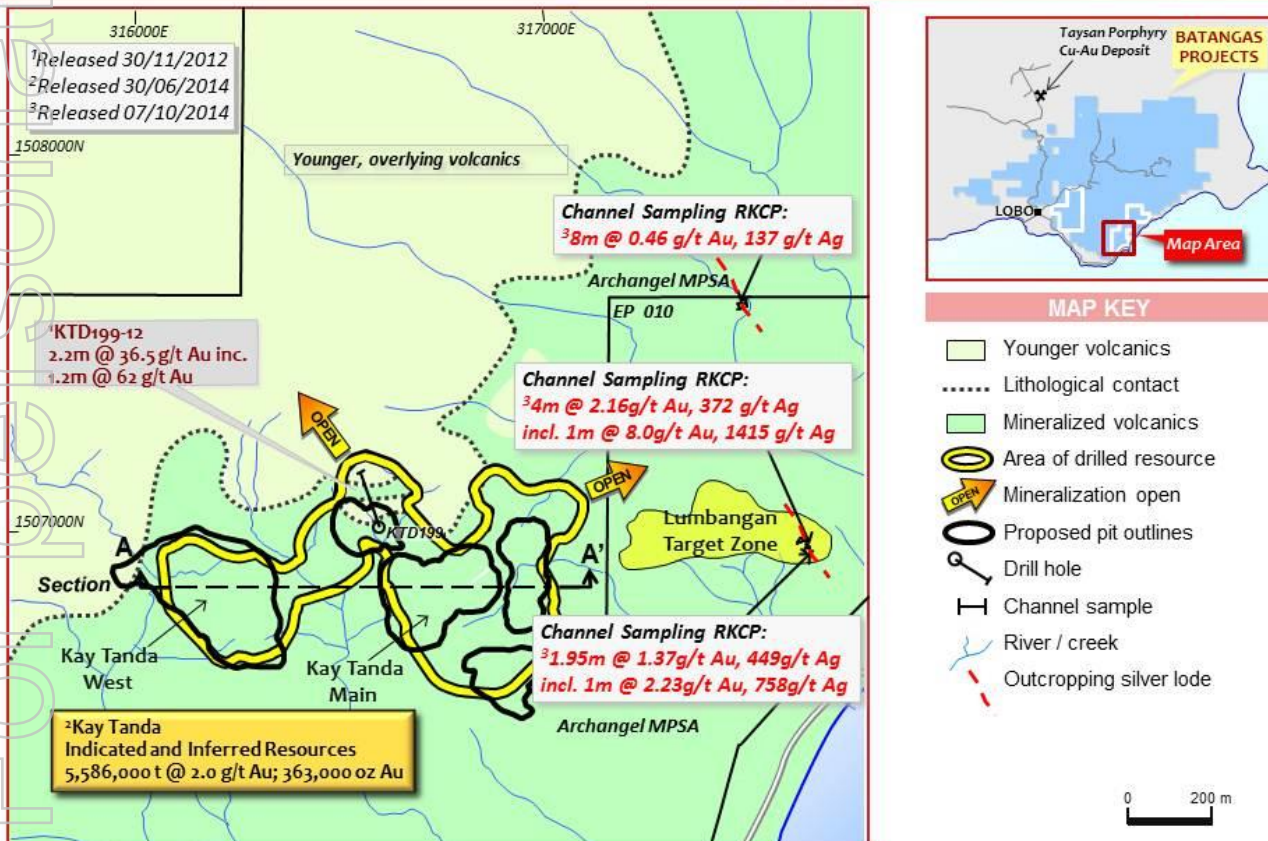 316000E
317000E
¹Released 30/11/2012
²Released 30/06/2014
³Released 07/10/2014
1508000N
Younger, overlying volcanics
Channel Sampling RKCP:
³8m @ 0.46 g/t Au, 137 g/t Ag
Archangel MPSA
EP 010
¹KTD199-12
2.2m @ 36.5 g/t Au inc.
1.2m @ 62 g/t Au
Channel Sampling RKCP:
³4m @ 2.16g/t Au, 372 g/t Ag
incl. 1m @ 8.0g/t Au, 1415 g/t Ag
OPEN
OPEN
1507000N
KTD199
Lumbangan
Target Zone
A
A'
Section
Kay Tanda
West
Kay Tanda
Main
Channel Sampling RKCP:
³1.95m @ 1.37g/t Au, 449g/t Ag
incl. 1m @ 2.23g/t Au, 758g/t Ag
Archangel MPSA
²Kay Tanda
Indicated and Inferred Resources
5,586,000 t @ 2.0 g/t Au; 363,000 oz Au
Taysan Porphyry
Cu-Au Deposit
BATANGAS
PROJECTS
LOBO
Map Area
MAP KEY
Younger volcanics
Lithological contact
Mineralized volcanics
Area of drilled resource
OPEN
Mineralization open
Proposed pit outlines
Drill hole
Channel sample
River / creek
Outcropping silver lode
0 200 m